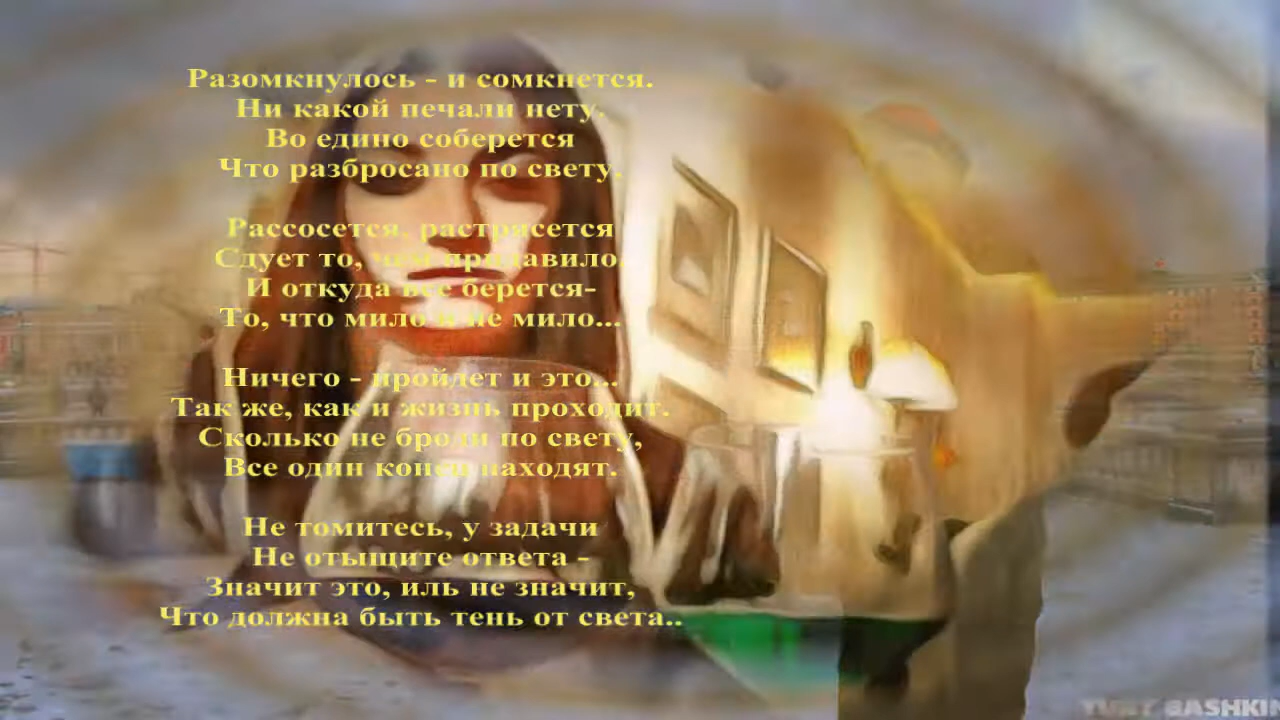 Разомкнулось - и сомкнется.
Ни какой печали нету.
Во едино соберется
Что разбросано по свету.
Рассосется, растрясется
Сдует то, чем придавило.
И откуда все берется-
То, что мило и не мило...
Ничего - пройдет и это...
Так же, как и жизнь проходит.
Сколько не броди по свету,
Все один конец находят.
Не томитесь, у задачи
Не отыщите ответа -
Значит это, иль не значит,
Что должна быть тень от света..
YURY BASHKIN